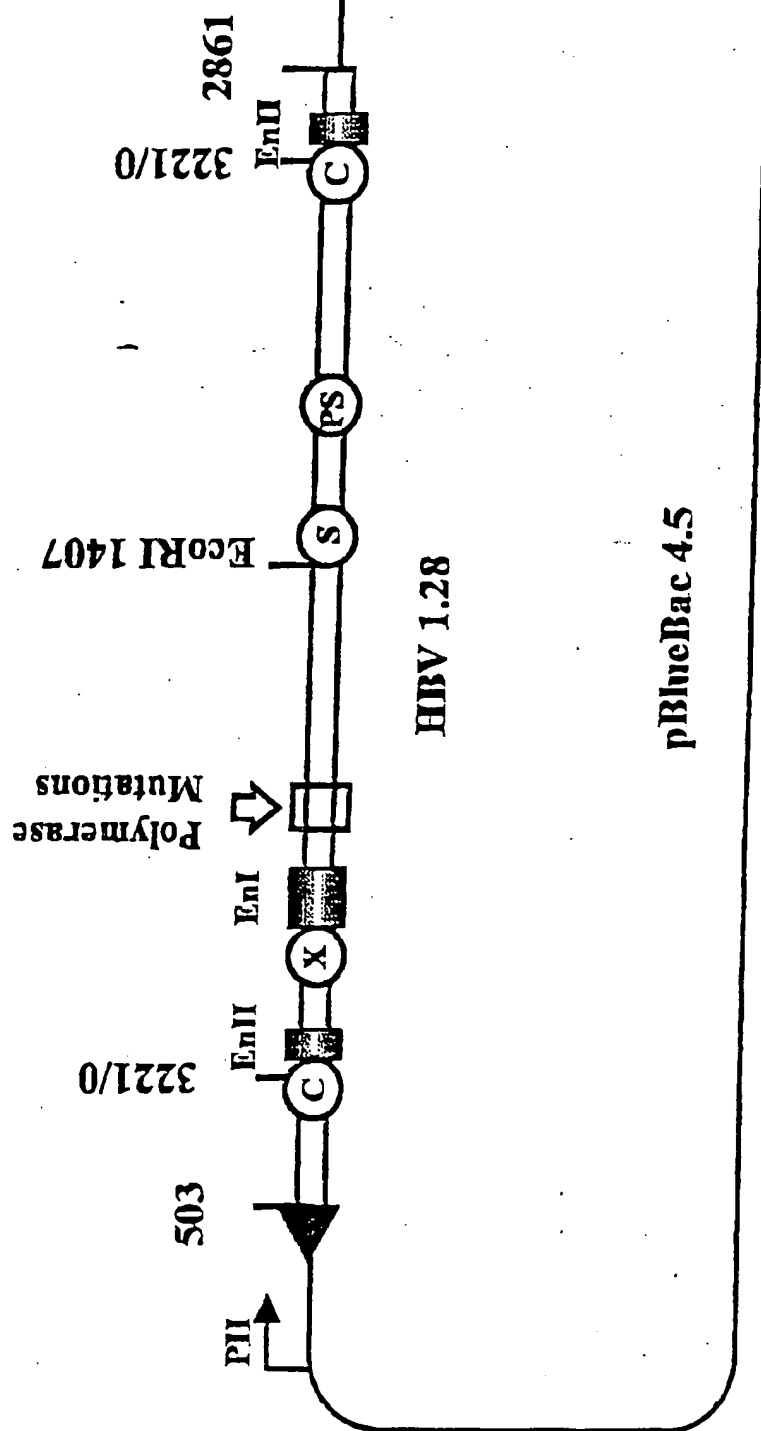 PH
503
3221/0
EnII
C
X
EnI
Polymerase
Mutations
EcoRI 1407
S
PS
C
3221/0
EnII
2861
HBV 1.28
pBlueBac 4.5